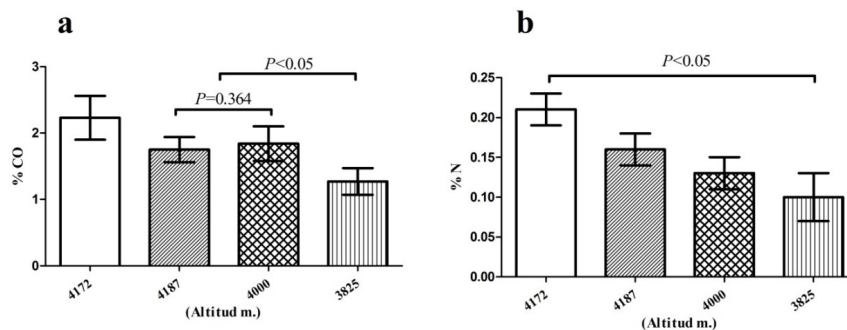 a
P<0.05
P=0.364
% CO
3
2
1
0
4172
4187
4000
3825
(Altitud m.)
b
P<0.05
% N
0.25
0.20
0.15
0.10
0.05
0.00
4172
4187
4000
3825
(Altitud m.)